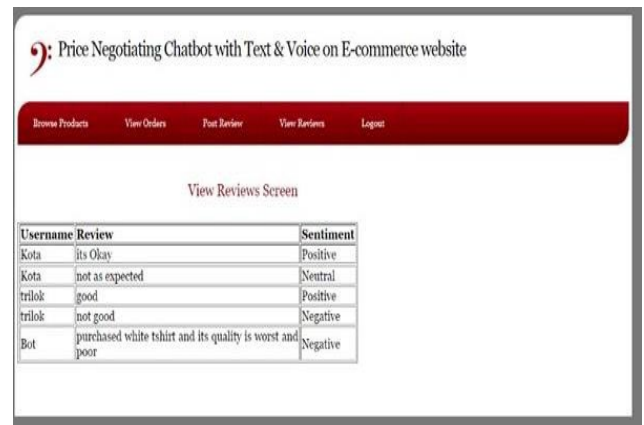 Price Negotiating Chatbot with Text & Voice on E-commerce website
Browse Products View Orders Post Review View Reviews Logout
View Reviews Screen
Username Review Sentiment
Kota its Okay Positive
Kota not as expected Neutral
trilok good Positive
trilok not good Negative
Bot purchased white tshirt and its quality is worst and poor Negative